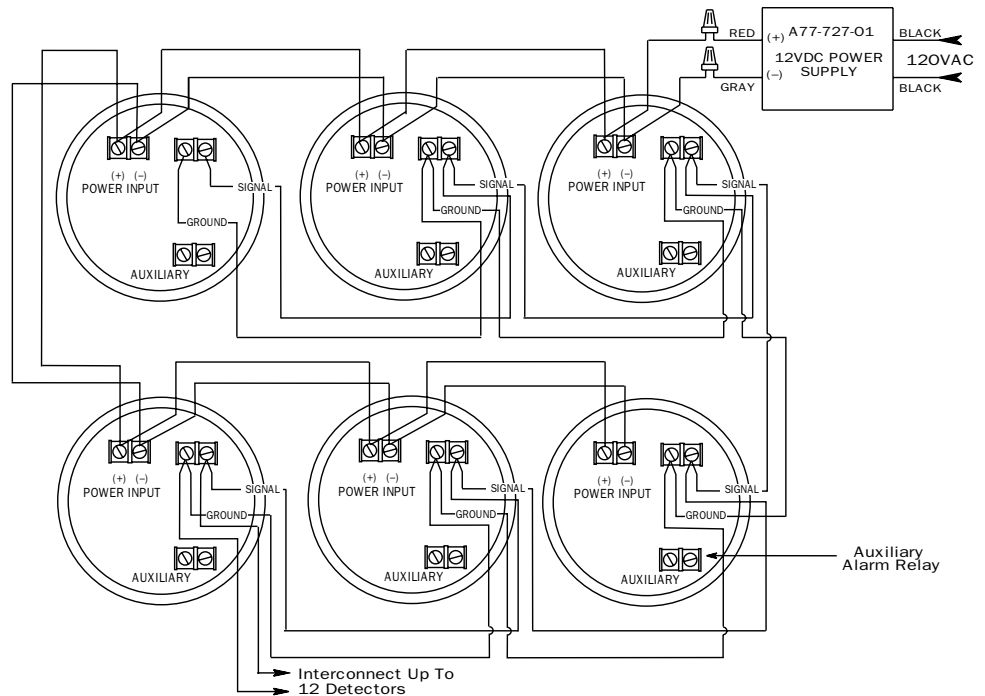 RED
(+) A77-727-01
BLACK
12VDC POWER
SUPPLY
120VAC
(–)
GRAY
BLACK
(+) (–)
POWER INPUT
SIGNAL
GROUND
AUXILIARY
(+) (–)
POWER INPUT
SIGNAL
GROUND
AUXILIARY
(+) (–)
POWER INPUT
SIGNAL
GROUND
AUXILIARY
(+) (–)
POWER INPUT
SIGNAL
GROUND
AUXILIARY
(+) (–)
POWER INPUT
SIGNAL
GROUND
AUXILIARY
(+) (–)
POWER INPUT
SIGNAL
GROUND
AUXILIARY
Auxiliary
Alarm Relay
Interconnect Up To
12 Detectors